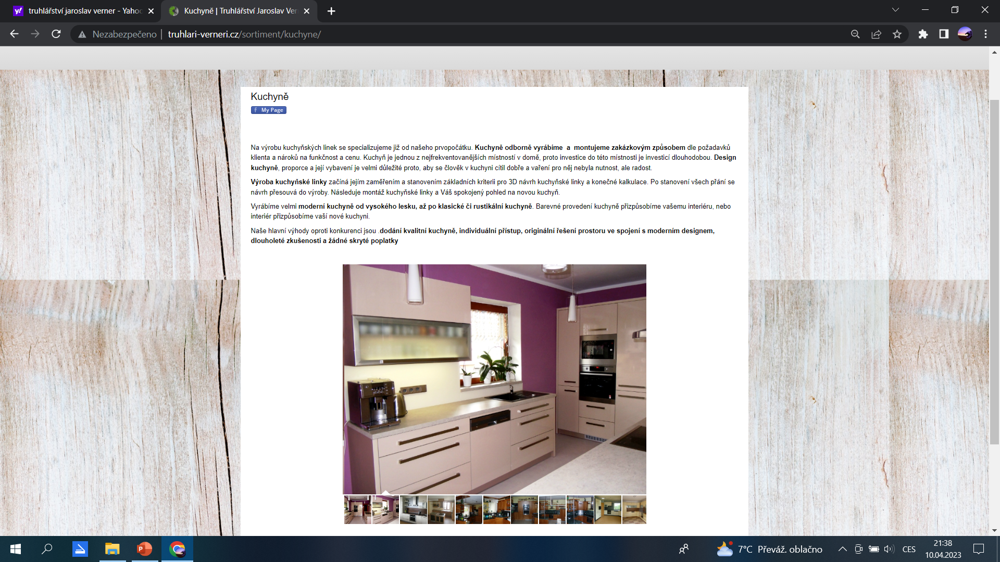 truhlářství jaroslav verner - Yahoo
Kuchyně | Truhlářství Jaroslav Ver
Nezabezpečeno | truhlari-verneri.cz/sortiment/kuchyne/
Kuchyně
f My Page
Na výrobu kuchyňských linek se specializujeme již od našeho prvopočátku. Kuchyně odborně vyrábíme a montujeme zakázkovým způsobem dle požadavků
klienta a nároků na funkčnost a cenu. Kuchyň je jednou z nejfrekventovanějších místností v domě, proto investice do této místnosti je investicí dlouhodobou. Design
kuchyně, proporce a její vybavení je velmi důležité proto, aby se člověk v kuchyni cítil dobře a vaření pro něj nebyla nutnost, ale radost.
Výroba kuchyňské linky začíná jejím zaměřením a stanovením základních kriterii pro 3D návrh kuchyňské linky a konečné kalkulace. Po stanovení všech přání se
návrh přesouvá do výroby. Následuje montáž kuchyňské linky a Váš spokojený pohled na novou kuchyň.
Vyrábíme velmi moderní kuchyně od vysokého lesku, až po klasické či rustikální kuchyně. Barevné provedení kuchyně přizpůsobíme vašemu interiéru, nebo
interiér přizpůsobíme vaší nové kuchyni.
Naše hlavní výhody oproti konkurenci jsou .dodání kvalitní kuchyně, individuální přístup, originální řešení prostoru ve spojení s moderním designem,
dlouholeté zkušenosti a žádné skryté poplatky
7°C Převáž. oblačno
CES
21:38
10.04.2023